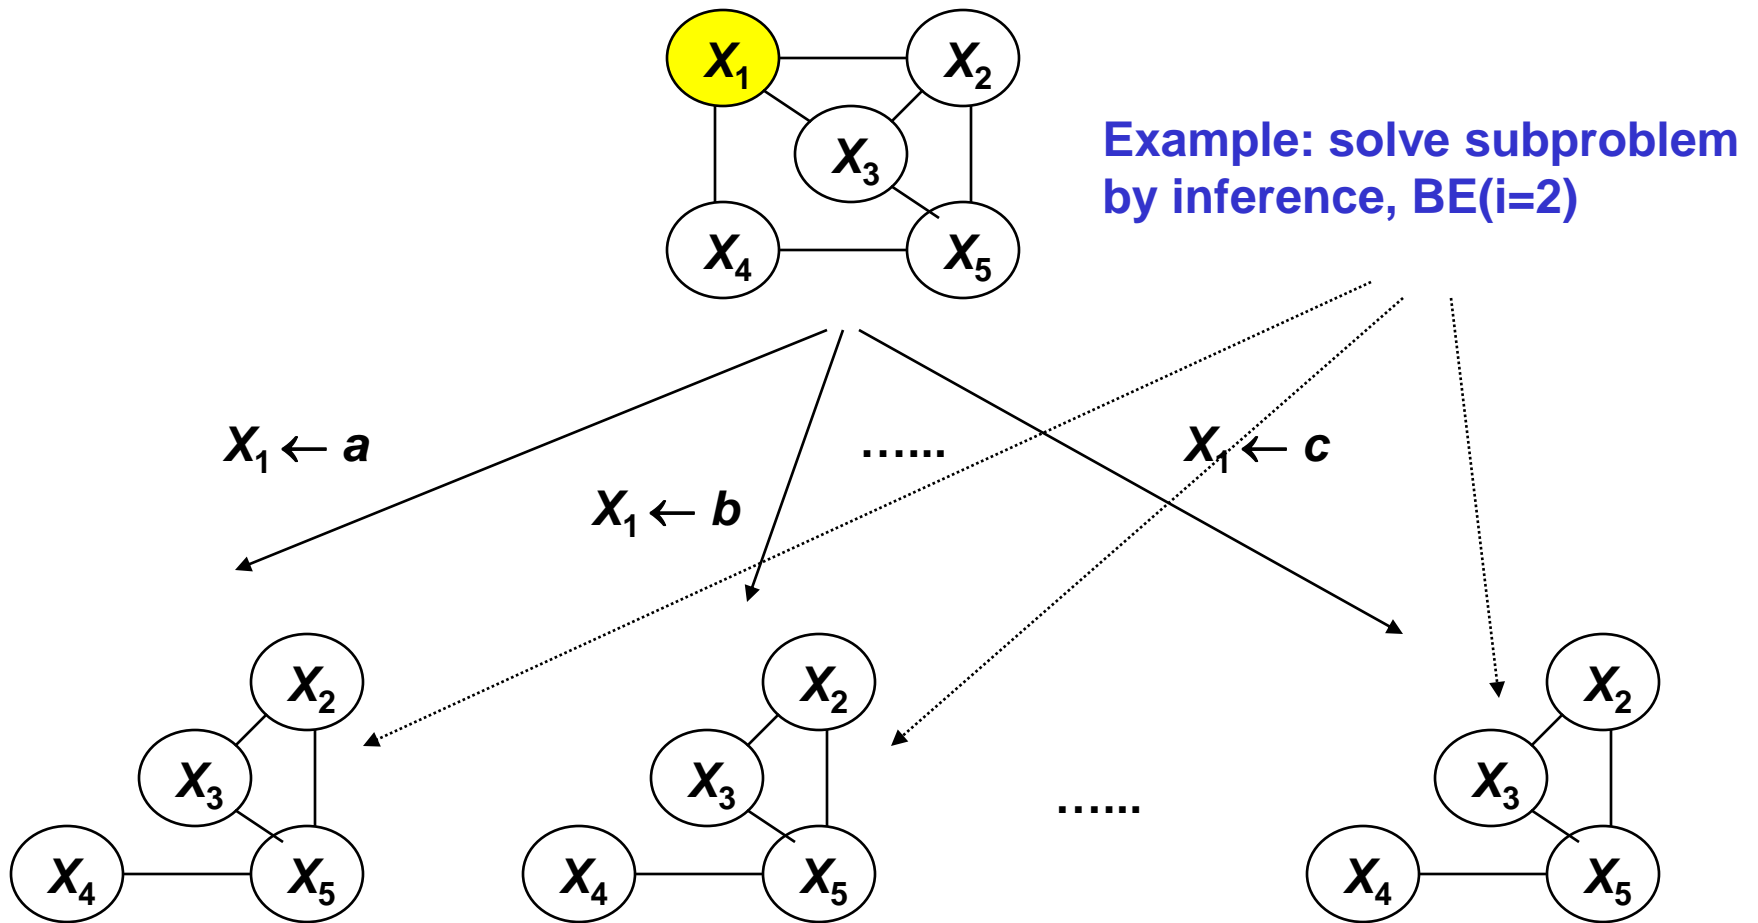 X₁ X₂
Example: solve subproblem
by inference, BE(i=2)
X₃
X₄ X₅
X₁ ← a
…...
X₁ ← c
X₁ ← b
X₂ X₂ X₂
X₃ X₃ X₃
…...
X₄ X₅ X₄ X₅ X₄ X₅